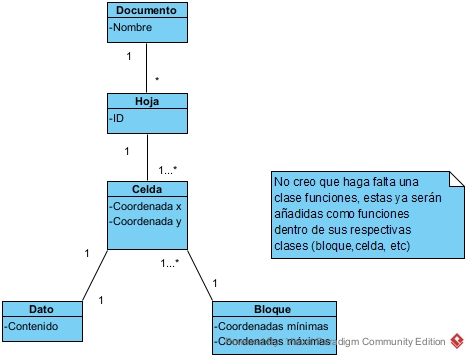 Documento
-Nombre
1
*
Hoja
-ID
1
1...*
Celda
-Coordenada x
-Coordenada y
No creo que haga falta una
clase funciones, estas ya serán
añadidas como funciones
dentro de sus respectivas
clases (bloque,celda, etc)
1
1...*
1
1
Dato
-Contenido
Bloque
-Coordenadas mínimas
-Coordenadas máximas
Paradigm Community Edition